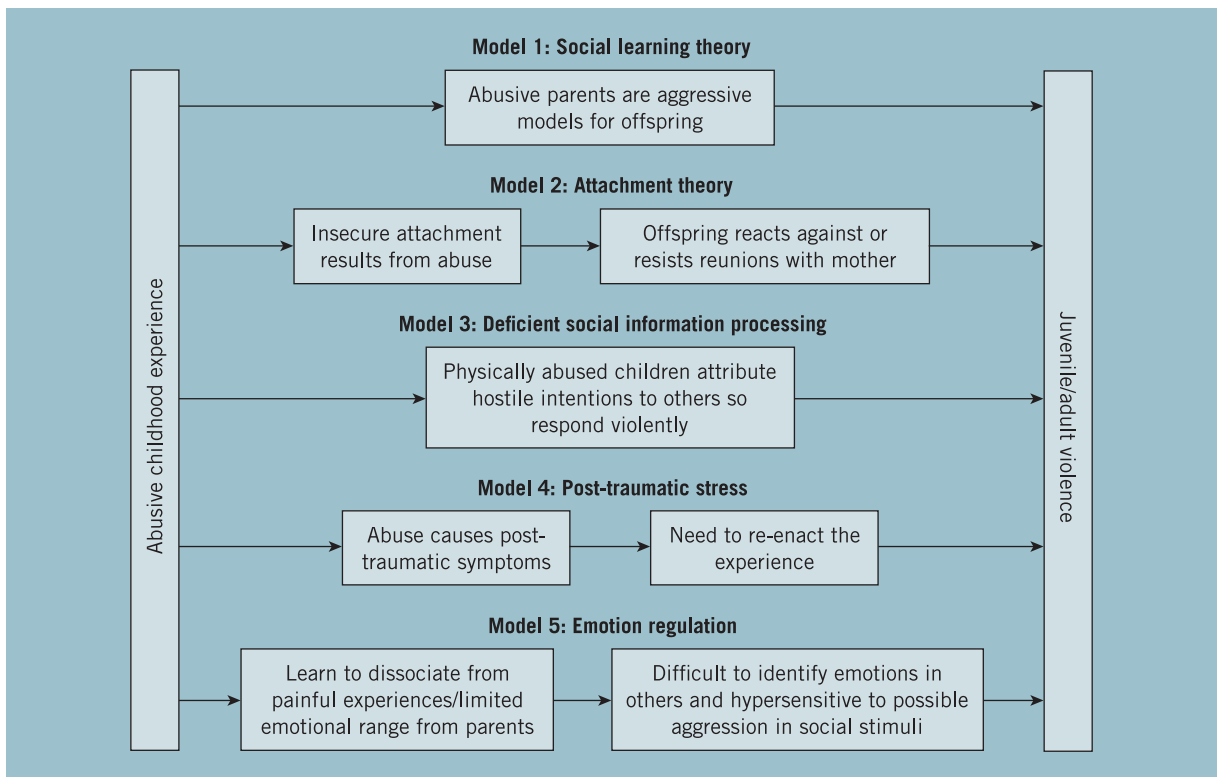 Model 1: Social learning theory
Abusive parents are aggressive
models for offspring
Model 2: Attachment theory
Insecure attachment
results from abuse
Offspring reacts against or
resists reunions with mother
Model 3: Deficient social information processing
Physically abused children attribute
hostile intentions to others so
respond violently
Model 4: Post-traumatic stress
Abuse causes post-
traumatic symptoms
Need to re-enact the
experience
Model 5: Emotion regulation
Learn to dissociate from
painful experiences/limited
emotional range from parents
Difficult to identify emotions in
others and hypersensitive to possible
aggression in social stimuli
Abusive childhood experience
Juvenile/adult violence